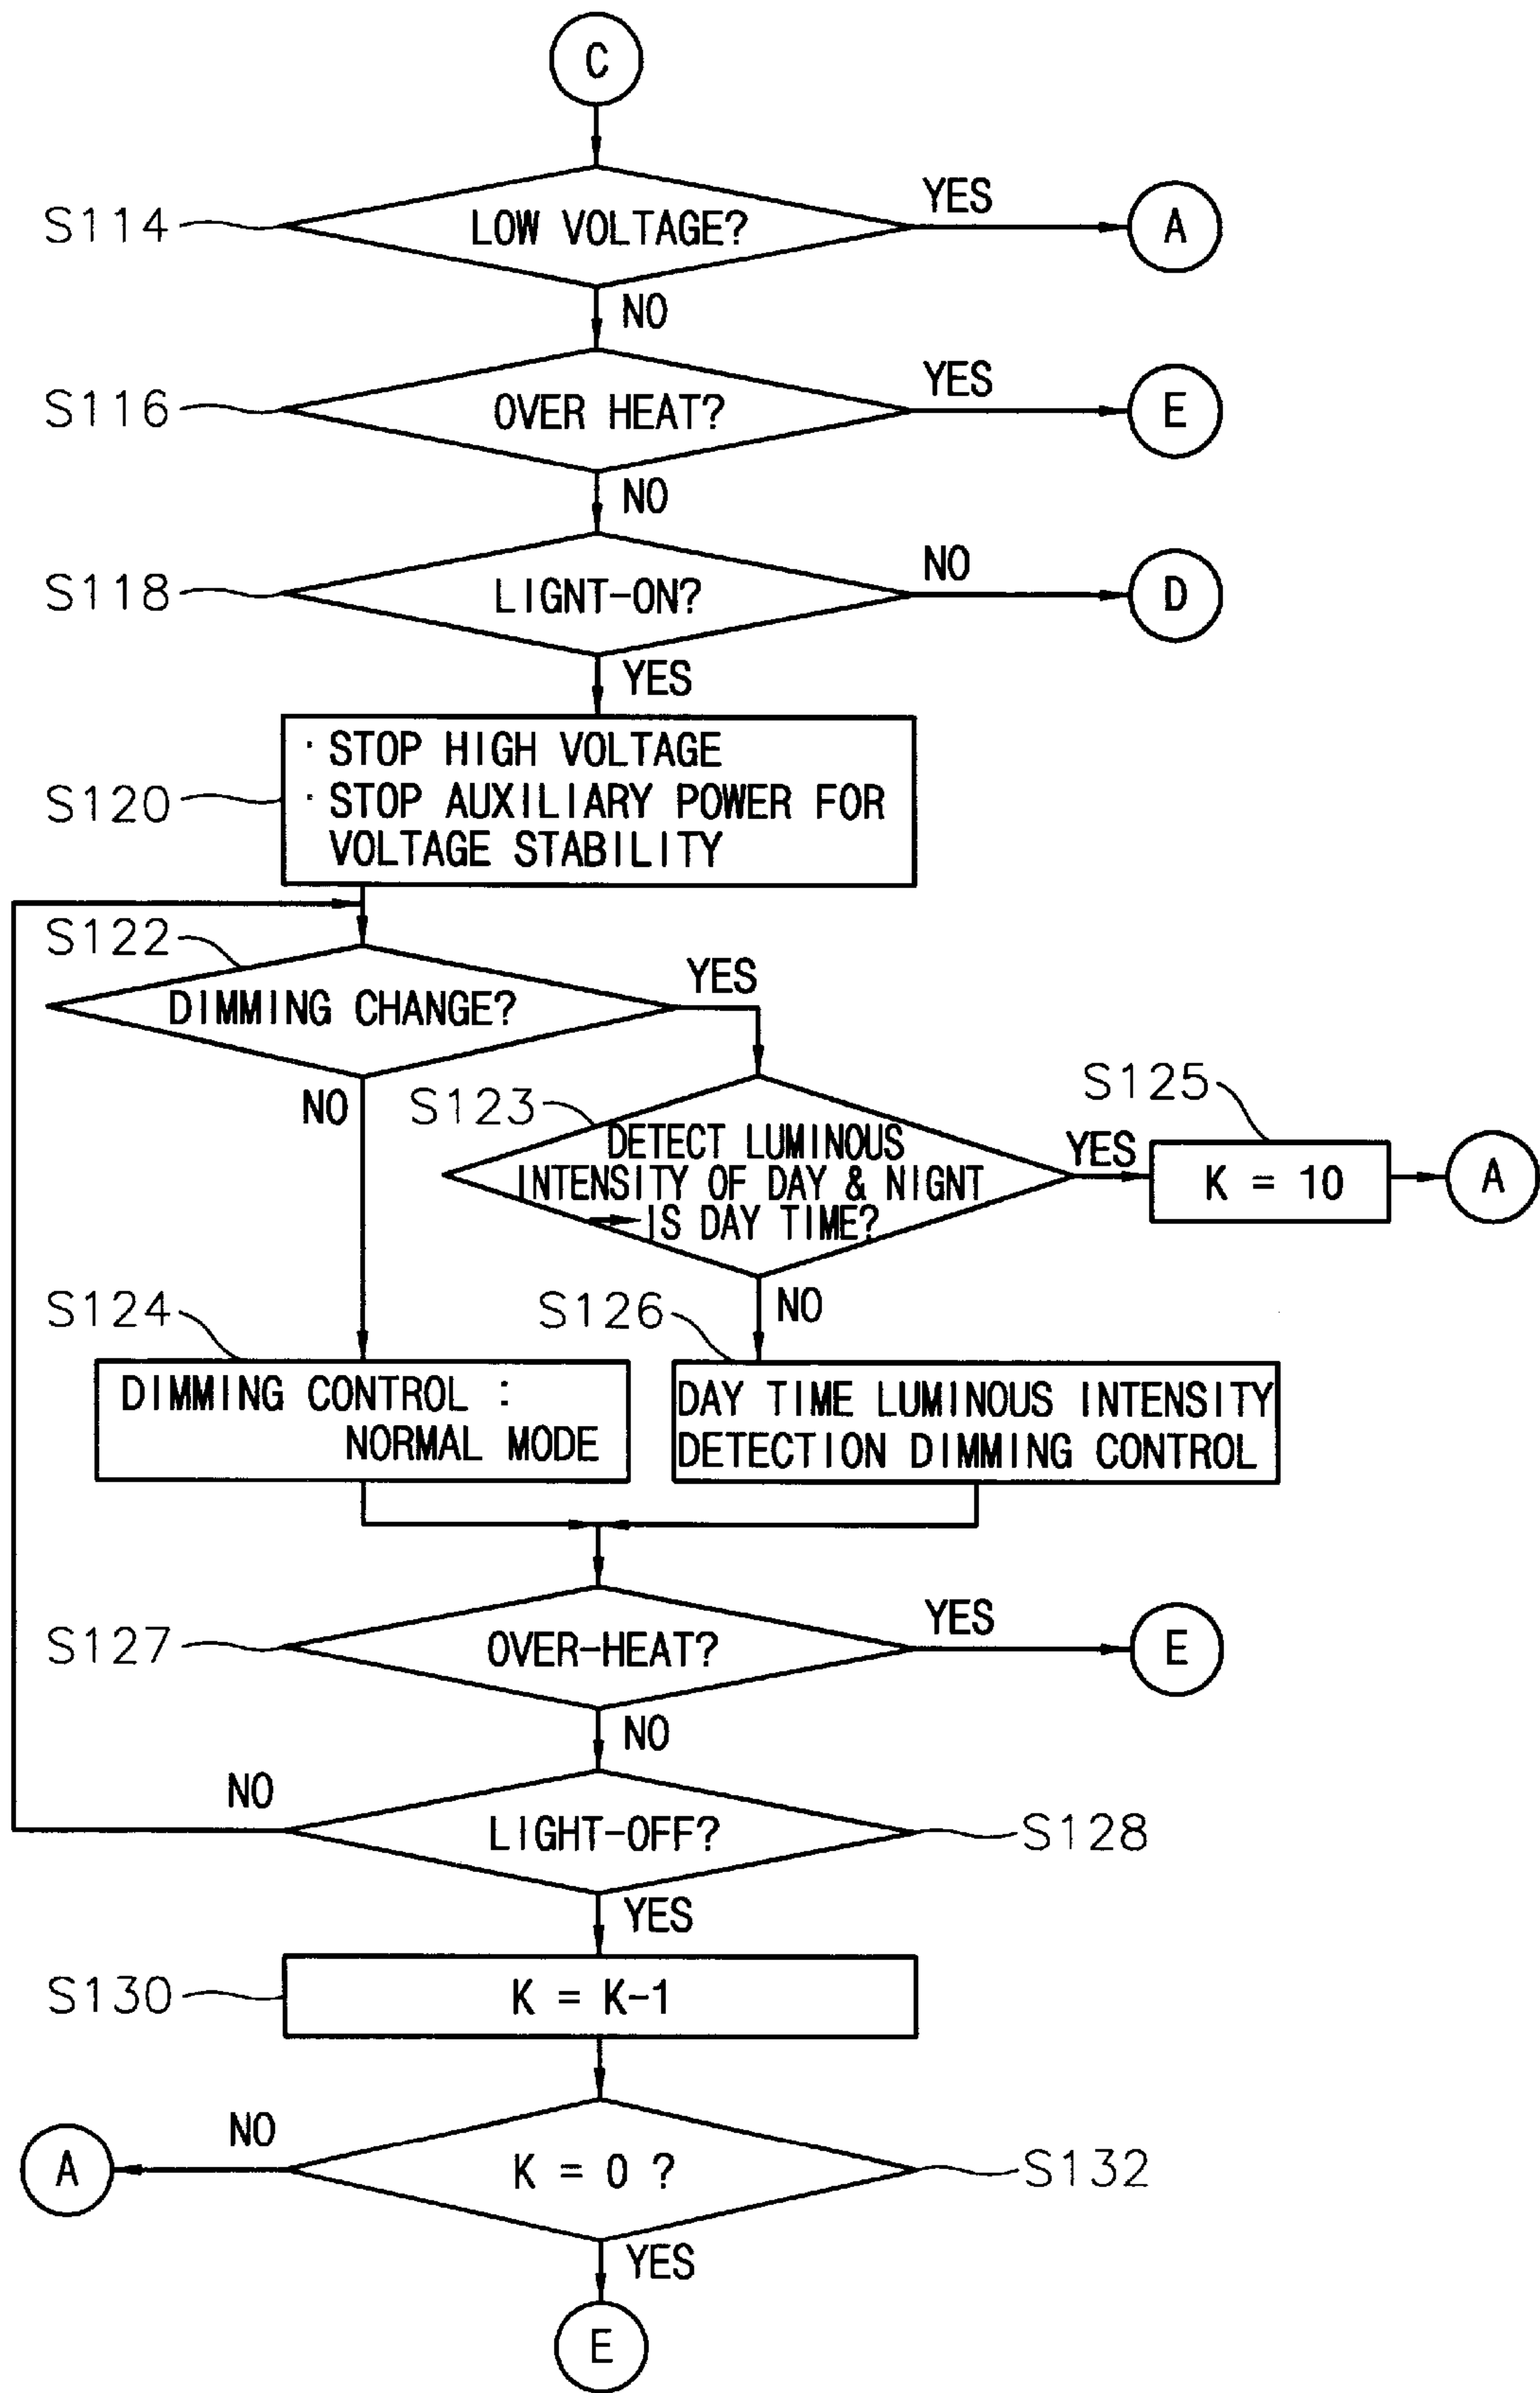 C
S114
LOW VOLTAGE?
YES
A
NO
S116
OVER HEAT?
YES
E
NO
S118
LIGNT-ON?
NO
D
YES
S120
· STOP HIGH VOLTAGE
· STOP AUXILIARY POWER FOR
VOLTAGE STABILITY
S122
DIMMING CHANGE?
YES
NO
S123
DETECT LUMINOUS
INTENSITY OF DAY & NIGNT
→ IS DAY TIME?
YES
S125
K = 10
A
NO
S124
DIMMING CONTROL :
NORMAL MODE
S126
DAY TIME LUMINOUS INTENSITY
DETECTION DIMMING CONTROL
S127
OVER-HEAT?
YES
E
NO
NO
LIGHT-OFF?
S128
YES
S130
K = K-1
NO
A
K = 0 ?
S132
YES
E